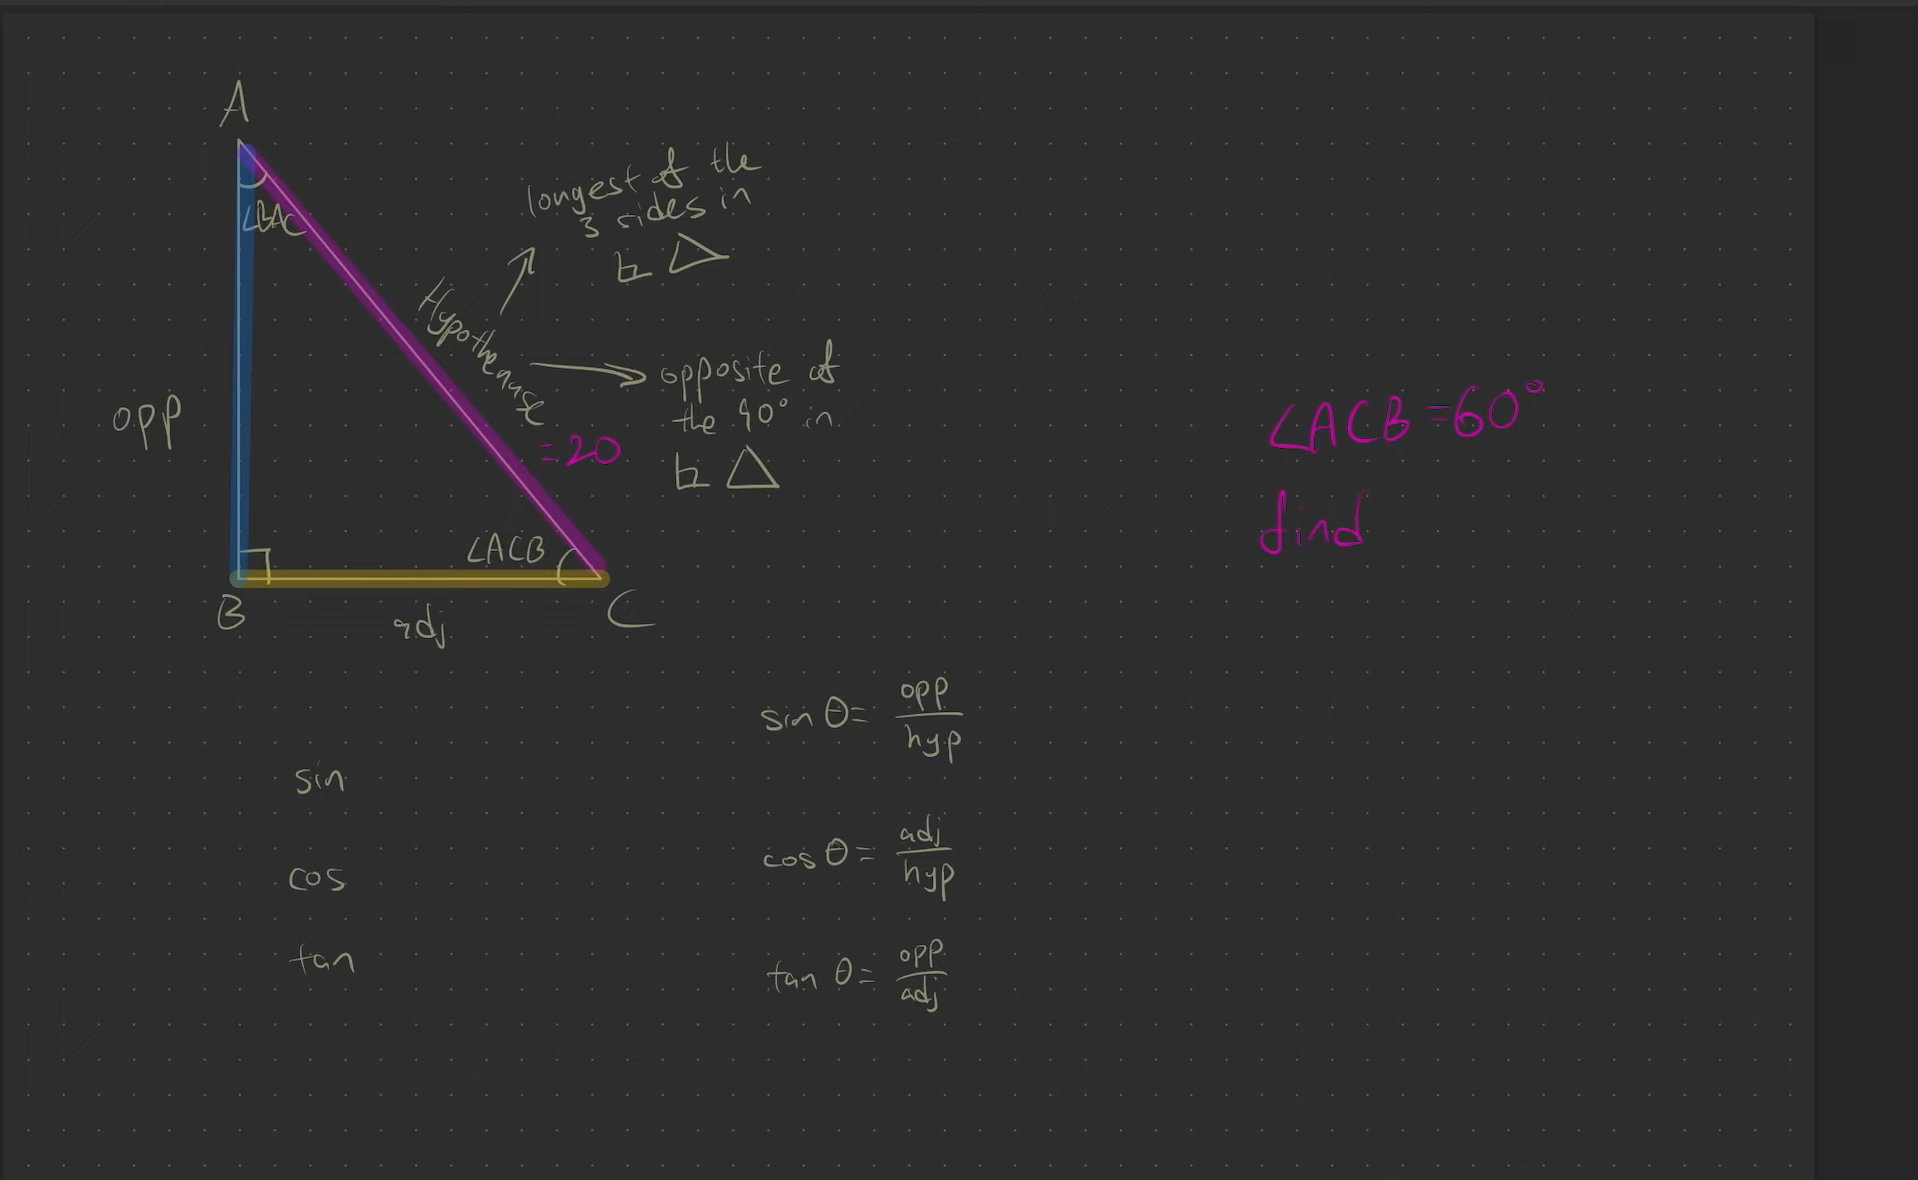 A
∠BAC
longest of the
3 sides in
Hypothenuse
opposite of
the 90° in
= 20
opp
∠ACB
B
adj
C
∠ACB = 60°
find
sin
cos
tan
sin θ = opp/hyp
cos θ = adj/hyp
tan θ = opp/adj